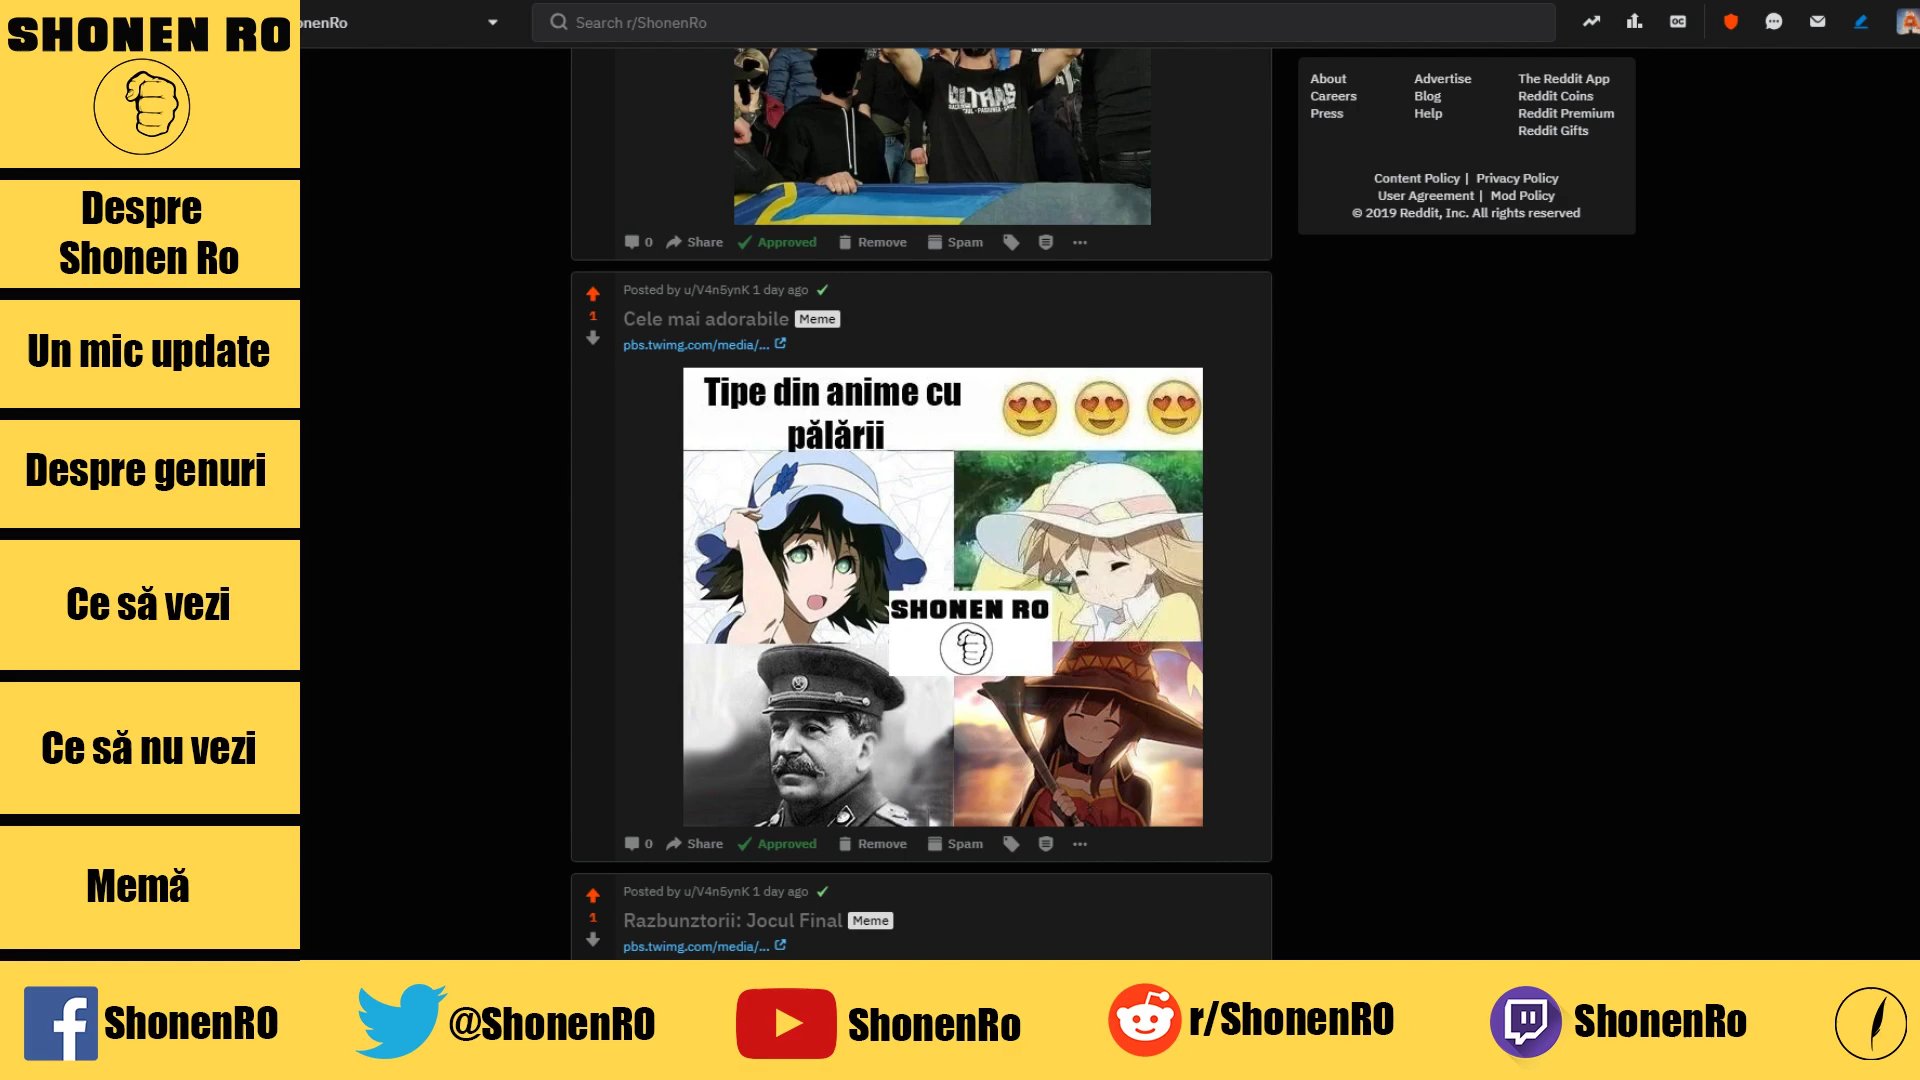 SHONEN RO
Despre
Shonen Ro
Un mic update
Despre genuri
Ce să vezi
Ce să nu vezi
Memă
onenRo
Search r/ShonenRo
OC
ULTRAS
0 Share Approved Remove Spam
Posted by u/V4n5ynK 1 day ago
1
Cele mai adorabile Meme
pbs.twimg.com/media/...
Tipe din anime cu
pălării
SHONEN RO
0 Share Approved Remove Spam
Posted by u/V4n5ynK 1 day ago
1
Razbunztorii: Jocul Final Meme
pbs.twimg.com/media/...
About Advertise The Reddit App
Careers Blog Reddit Coins
Press Help Reddit Premium
Reddit Gifts
Content Policy | Privacy Policy
User Agreement | Mod Policy
© 2019 Reddit, Inc. All rights reserved
ShonenRO @ShonenRO ShonenRo r/ShonenRO ShonenRo